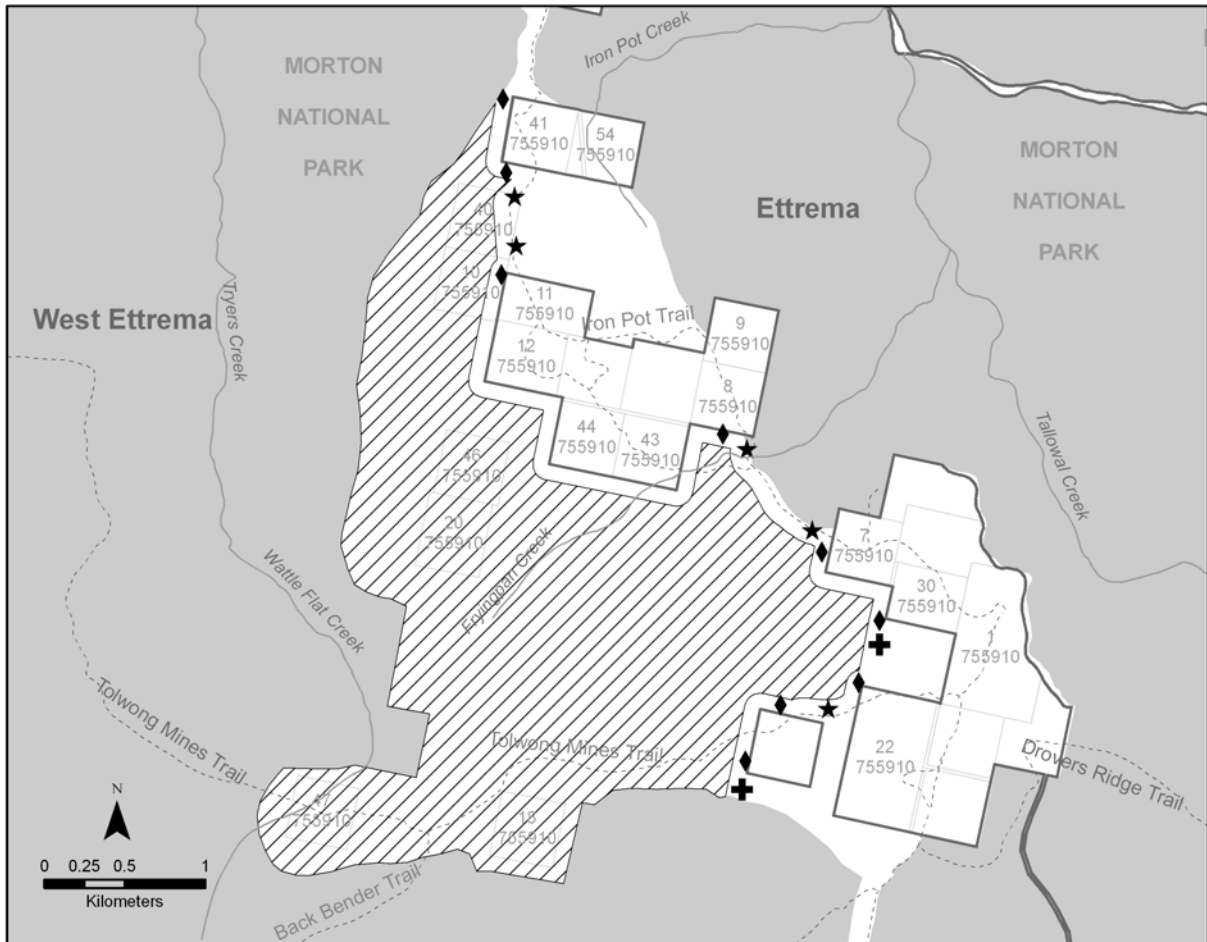 MORTON
NATIONAL
PARK
Iron Pot Creek
41
755910
54
755910
MORTON
NATIONAL
PARK
Ettrema
40
755910
10
755910
11
755910
Iron Pot Trail
9
755910
West Ettrema
Tryers Creek
12
755910
8
755910
44
755910
43
755910
Tallowal Creek
46
755910
20
755910
7
755910
30
755910
1
755910
Fryingpan Creek
Wattle Flat Creek
Tolwong Mines Trail
Tolwong Mines Trail
22
755910
Drovers Ridge Trail
47
755910
18
755910
Back Bender Trail
N
0 0.25 0.5 1
Kilometers